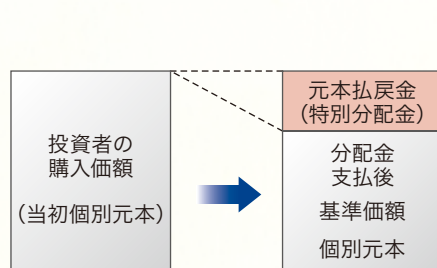 投資者の
購入価額
(当初個別元本)
元本払戻金
(特別分配金)
分配金
支払後
基準価額
個別元本